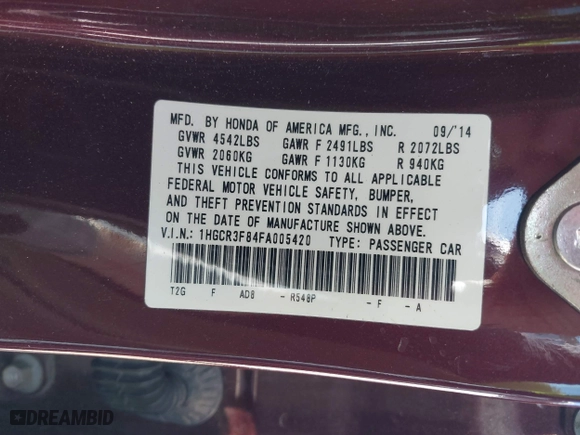 MFD. BY HONDA OF AMERICA MFG., INC. 09/'14
GVWR 4542LBS GAWR F 2491LBS R 2072LBS
GVWR 2060KG GAWR F 1130KG R 940KG
THIS VEHICLE CONFORMS TO ALL APPLICABLE
FEDERAL MOTOR VEHICLE SAFETY, BUMPER,
AND THEFT PREVENTION STANDARDS IN EFFECT
ON THE DATE OF MANUFACTURE SHOWN ABOVE.
V.I.N.: 1HGCR3F84FA005420 TYPE: PASSENGER CAR
T2G F AD8 - R548P - F - A
DREAMBID